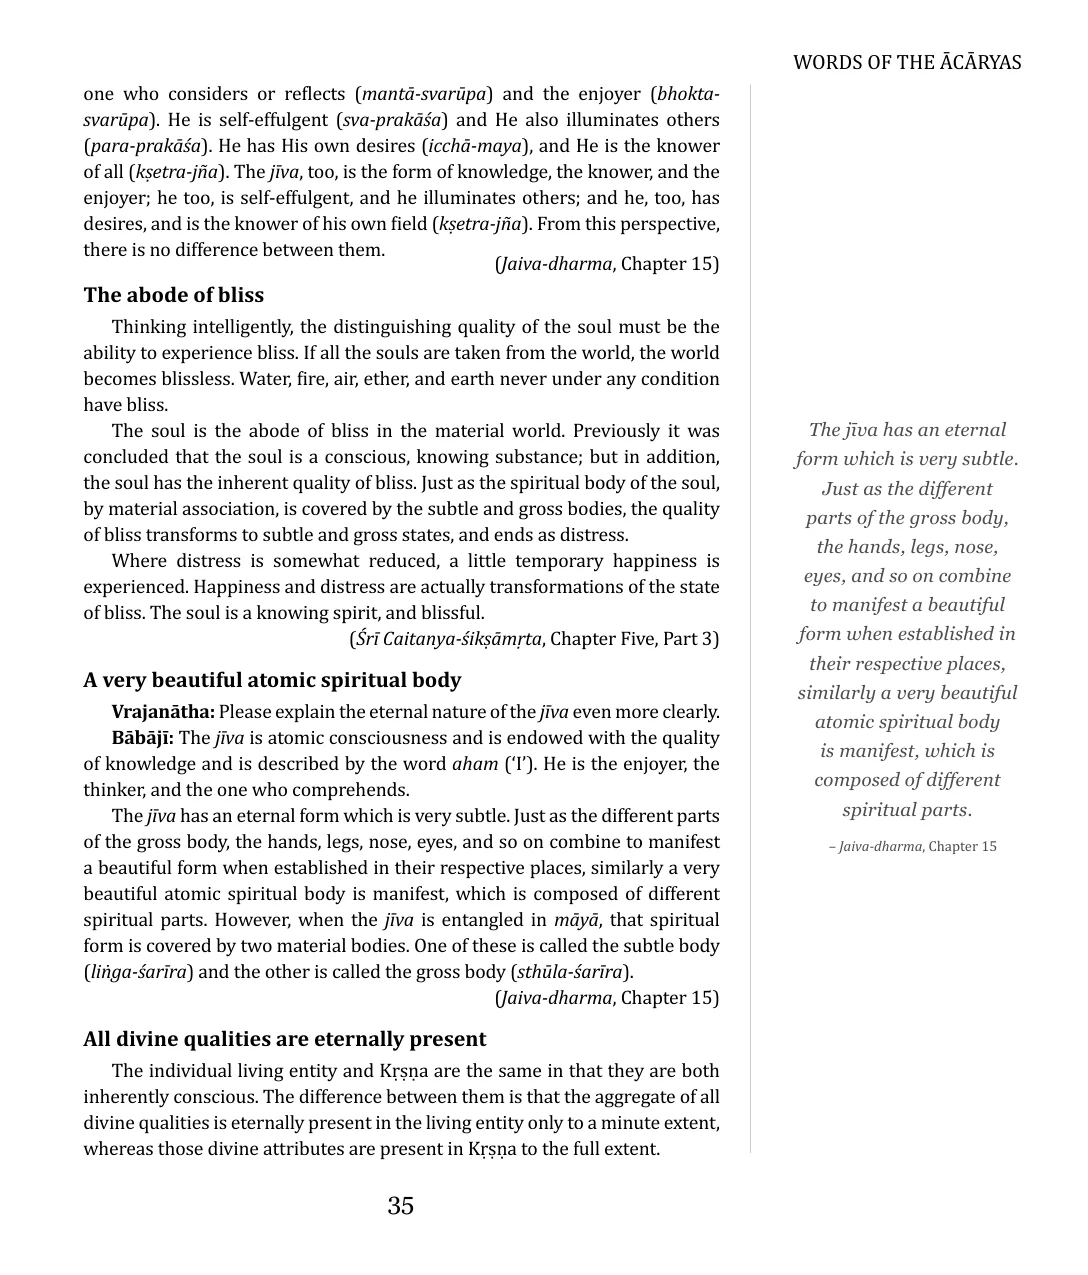 WORDS OF THE ĀCĀRYAS
one who considers or reflects (mantā-svarūpa) and the enjoyer (bhokta-
svarūpa). He is self-effulgent (sva-prakāśa) and He also illuminates others
(para-prakāśa). He has His own desires (icchā-maya), and He is the knower
of all (kṣetra-jña). The jīva, too, is the form of knowledge, the knower, and the
enjoyer; he too, is self-effulgent, and he illuminates others; and he, too, has
desires, and is the knower of his own field (kṣetra-jña). From this perspective,
there is no difference between them.
(Jaiva-dharma, Chapter 15)
The abode of bliss
Thinking intelligently, the distinguishing quality of the soul must be the
ability to experience bliss. If all the souls are taken from the world, the world
becomes blissless. Water, fire, air, ether, and earth never under any condition
have bliss.
The soul is the abode of bliss in the material world. Previously it was
concluded that the soul is a conscious, knowing substance; but in addition,
the soul has the inherent quality of bliss. Just as the spiritual body of the soul,
by material association, is covered by the subtle and gross bodies, the quality
of bliss transforms to subtle and gross states, and ends as distress.
Where distress is somewhat reduced, a little temporary happiness is
experienced. Happiness and distress are actually transformations of the state
of bliss. The soul is a knowing spirit, and blissful.
(Śrī Caitanya-śikṣāmṛta, Chapter Five, Part 3)
A very beautiful atomic spiritual body
Vrajanātha: Please explain the eternal nature of the jīva even more clearly.
Bābājī: The jīva is atomic consciousness and is endowed with the quality
of knowledge and is described by the word aham (‘I’). He is the enjoyer, the
thinker, and the one who comprehends.
The jīva has an eternal form which is very subtle. Just as the different parts
of the gross body, the hands, legs, nose, eyes, and so on combine to manifest
a beautiful form when established in their respective places, similarly a very
beautiful atomic spiritual body is manifest, which is composed of different
spiritual parts. However, when the jīva is entangled in māyā, that spiritual
form is covered by two material bodies. One of these is called the subtle body
(liṅga-śarīra) and the other is called the gross body (sthūla-śarīra).
(Jaiva-dharma, Chapter 15)
All divine qualities are eternally present
The individual living entity and Kṛṣṇa are the same in that they are both
inherently conscious. The difference between them is that the aggregate of all
divine qualities is eternally present in the living entity only to a minute extent,
whereas those divine attributes are present in Kṛṣṇa to the full extent.
The jīva has an eternal
form which is very subtle.
Just as the different
parts of the gross body,
the hands, legs, nose,
eyes, and so on combine
to manifest a beautiful
form when established in
their respective places,
similarly a very beautiful
atomic spiritual body
is manifest, which is
composed of different
spiritual parts.
– Jaiva-dharma, Chapter 15
35